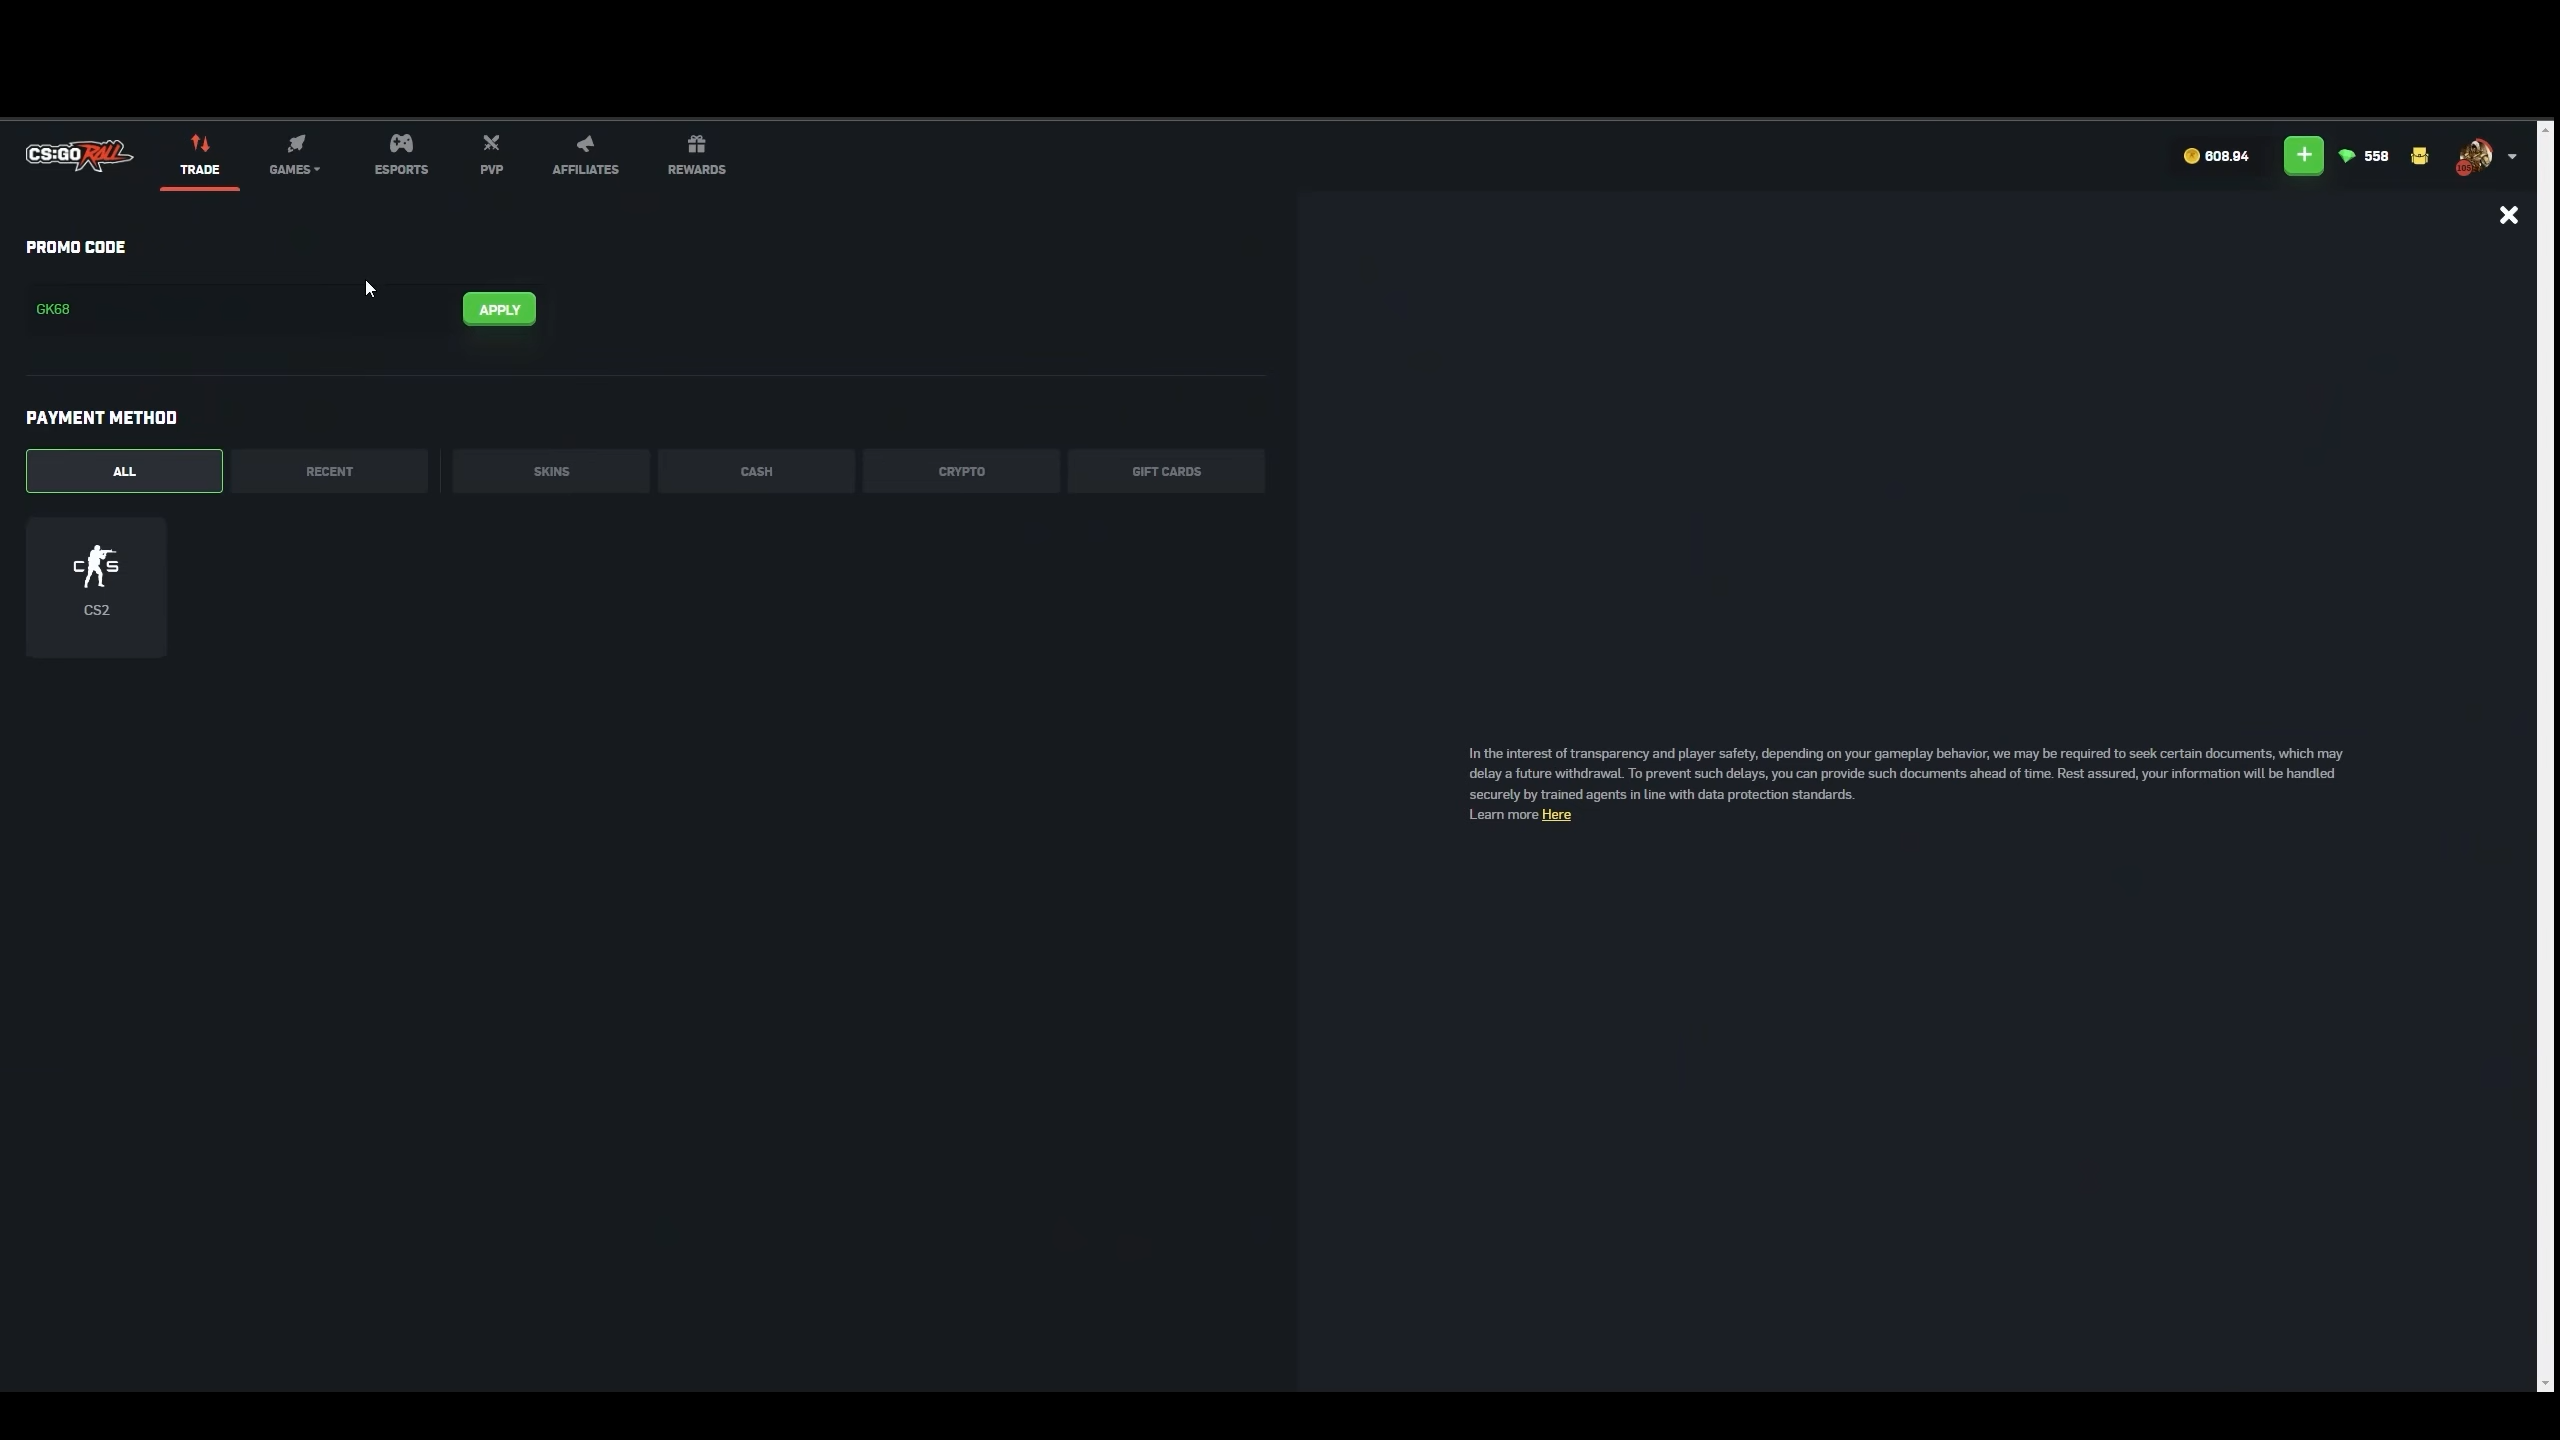 CS:GO ROLL
TRADE
GAMES
ESPORTS
PVP
AFFILIATES
REWARDS
608.94
558
PROMO CODE
GK68
APPLY
PAYMENT METHOD
ALL
RECENT
SKINS
CASH
CRYPTO
GIFT CARDS
C S
CS2
In the interest of transparency and player safety, depending on your gameplay behavior, we may be required to seek certain documents, which may
delay a future withdrawal. To prevent such delays, you can provide such documents ahead of time. Rest assured, your information will be handled
securely by trained agents in line with data protection standards.
Learn more Here